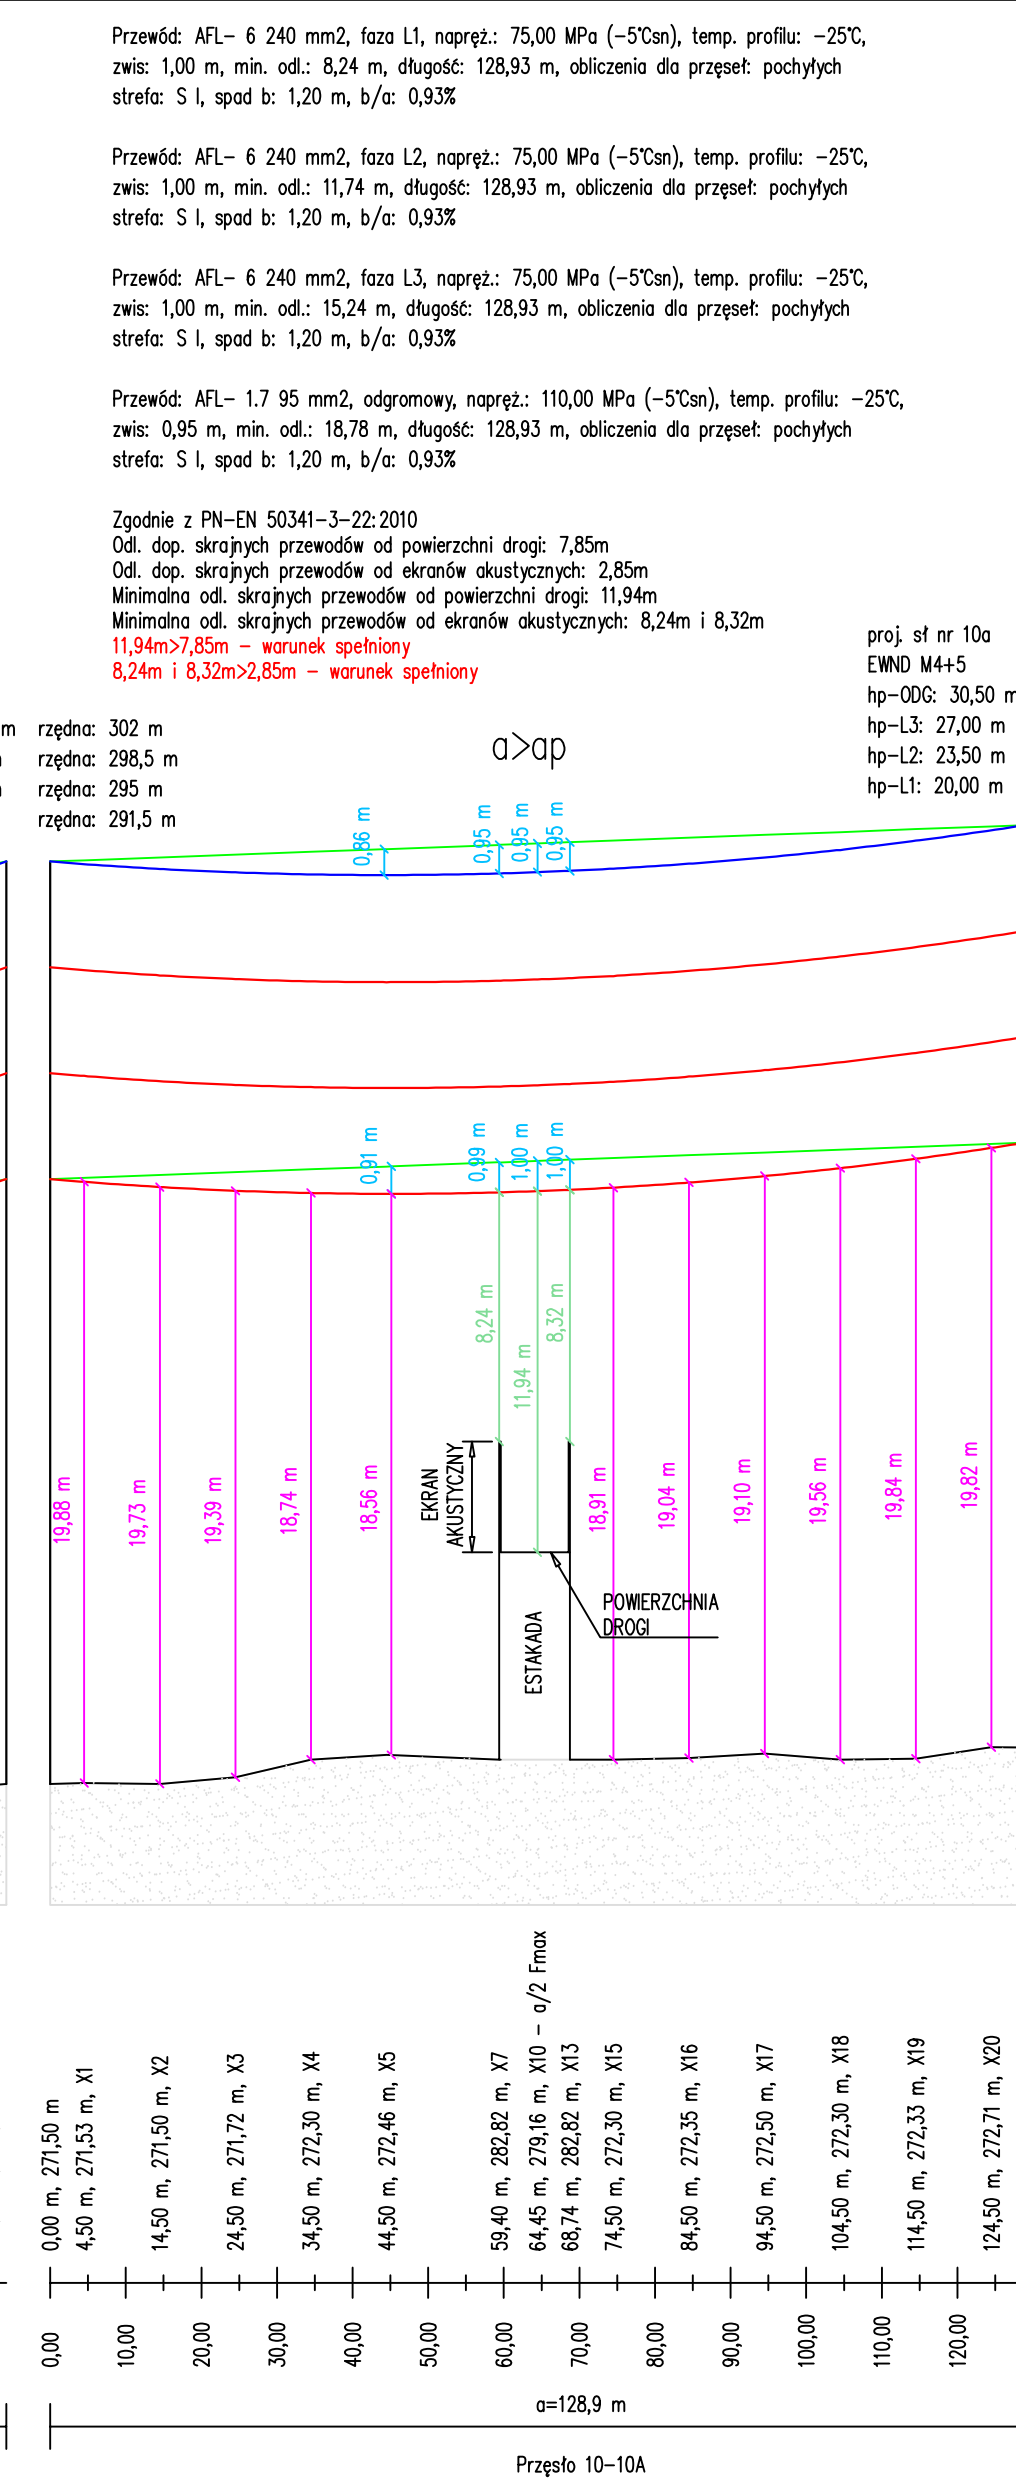 Przewód: AFL- 6 240 mm2, faza L1, napręż.: 75,00 MPa (-5°Csn), temp. profilu: -25°C,
zwis: 1,00 m, min. odl.: 8,24 m, długość: 128,93 m, obliczenia dla przęseł: pochyłych
strefa: S I, spad b: 1,20 m, b/a: 0,93%
Przewód: AFL- 6 240 mm2, faza L2, napręż.: 75,00 MPa (-5°Csn), temp. profilu: -25°C,
zwis: 1,00 m, min. odl.: 11,74 m, długość: 128,93 m, obliczenia dla przęseł: pochyłych
strefa: S I, spad b: 1,20 m, b/a: 0,93%
Przewód: AFL- 6 240 mm2, faza L3, napręż.: 75,00 MPa (-5°Csn), temp. profilu: -25°C,
zwis: 1,00 m, min. odl.: 15,24 m, długość: 128,93 m, obliczenia dla przęseł: pochyłych
strefa: S I, spad b: 1,20 m, b/a: 0,93%
Przewód: AFL- 1.7 95 mm2, odgromowy, napręż.: 110,00 MPa (-5°Csn), temp. profilu: -25°C,
zwis: 0,95 m, min. odl.: 18,78 m, długość: 128,93 m, obliczenia dla przęseł: pochyłych
strefa: S I, spad b: 1,20 m, b/a: 0,93%
Zgodnie z PN-EN 50341-3-22:2010
Odl. dop. skrajnych przewodów od powierzchni drogi: 7,85m
Odl. dop. skrajnych przewodów od ekranów akustycznych: 2,85m
Minimalna odl. skrajnych przewodów od powierzchni drogi: 11,94m
Minimalna odl. skrajnych przewodów od ekranów akustycznych: 8,24m i 8,32m
11,94m>7,85m - warunek spełniony
8,24m i 8,32m>2,85m - warunek spełniony
proj. sł nr 10a
EWND M4+5
hp-ODG: 30,50 m
hp-L3: 27,00 m
hp-L2: 23,50 m
hp-L1: 20,00 m
m rzędna: 302 m
rzędna: 298,5 m
rzędna: 295 m
rzędna: 291,5 m
a>ap
0,86 m
0,95 m
0,95 m
0,95 m
0,91 m
0,99 m
1,00 m
1,00 m
8,24 m
11,94 m
8,32 m
EKRAN
AKUSTYCZNY
19,88 m
19,73 m
19,39 m
18,74 m
18,56 m
18,91 m
19,04 m
19,10 m
19,56 m
19,84 m
19,82 m
POWIERZCHNIA
DROGI
ESTAKADA
0,00 m, 271,50 m
4,50 m, 271,53 m, X1
14,50 m, 271,50 m, X2
24,50 m, 271,72 m, X3
34,50 m, 272,30 m, X4
44,50 m, 272,46 m, X5
59,40 m, 282,82 m, X7
64,45 m, 279,16 m, X10 - a/2 Fmax
68,74 m, 282,82 m, X13
74,50 m, 272,30 m, X15
84,50 m, 272,35 m, X16
94,50 m, 272,50 m, X17
104,50 m, 272,30 m, X18
114,50 m, 272,33 m, X19
124,50 m, 272,71 m, X20
0,00
10,00
20,00
30,00
40,00
50,00
60,00
70,00
80,00
90,00
100,00
110,00
120,00
a=128,9 m
Przęsło 10-10A